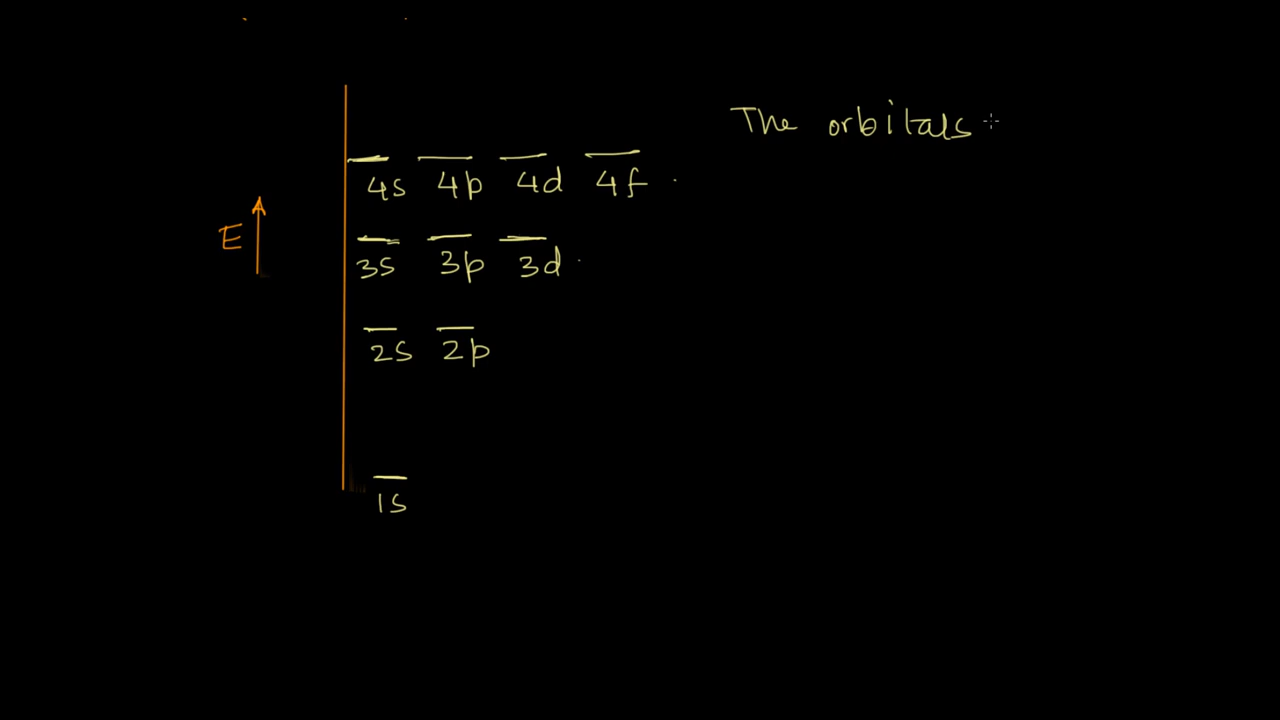 The orbitals
4s 4p 4d 4f
E
3s 3p 3d
2s 2p
1s